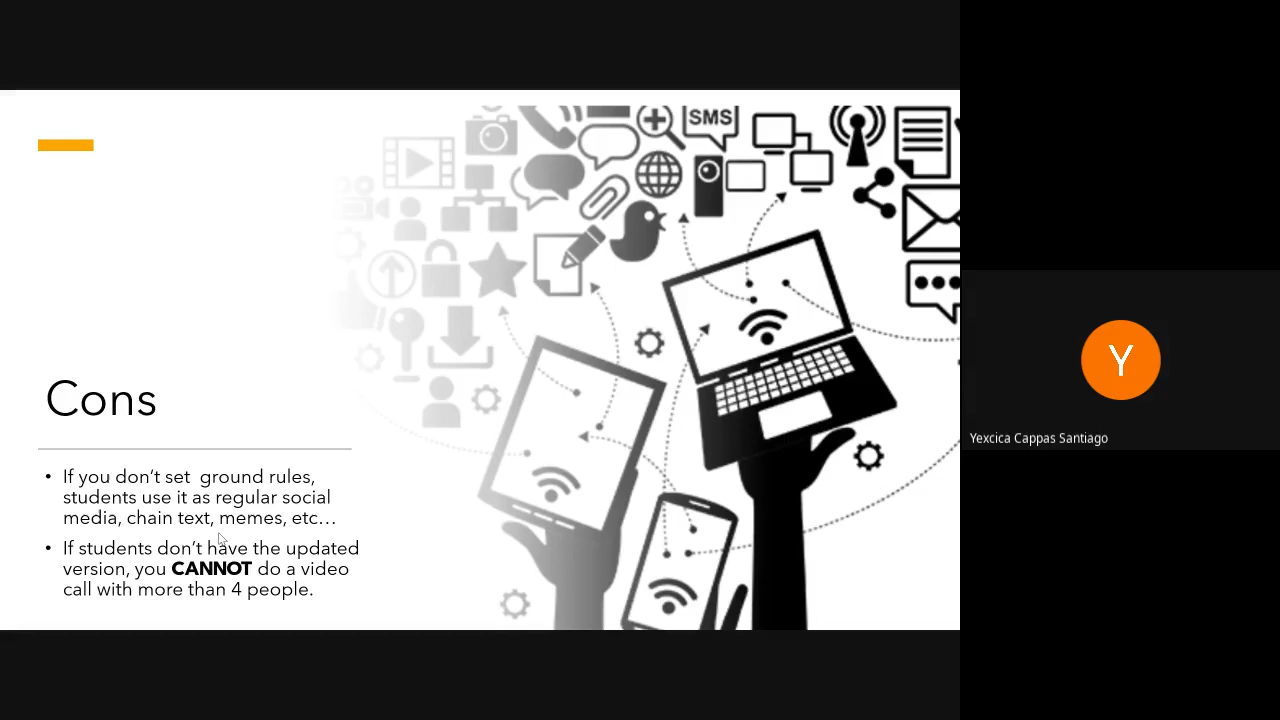 SMS
Cons
• If you don’t set  ground rules,
students use it as regular social
media, chain text, memes, etc…
• If students don’t have the updated
version, you CANNOT do a video
call with more than 4 people.
Y
Yexcica Cappas Santiago